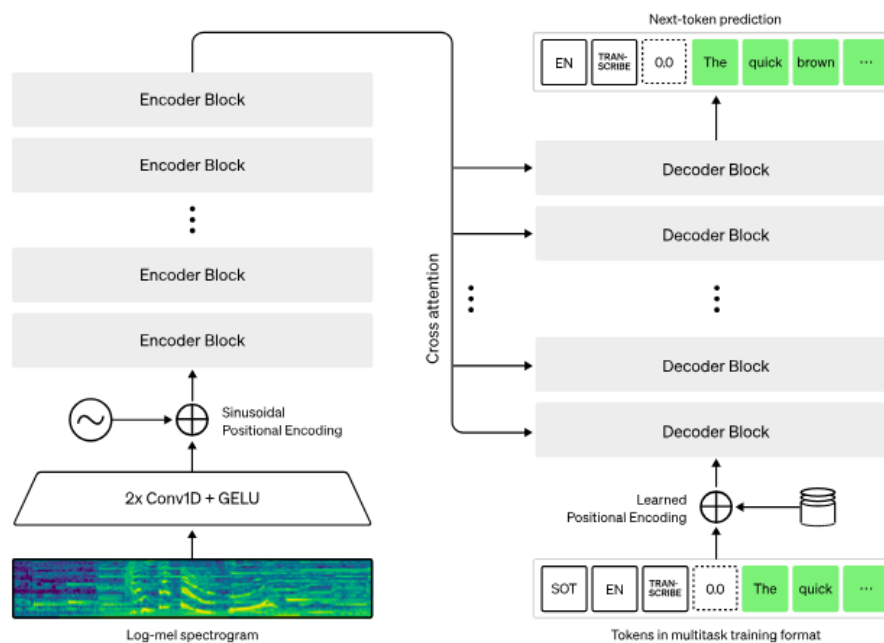 Next-token prediction
EN
TRAN-
SCRIBE
0.0
The
quick
brown
...
Encoder Block
Encoder Block
Encoder Block
Encoder Block
Cross attention
Decoder Block
Decoder Block
Decoder Block
Decoder Block
Sinusoidal
Positional Encoding
2x Conv1D + GELU
Log-mel spectrogram
Learned
Positional Encoding
SOT
EN
TRAN-
SCRIBE
0.0
The
quick
...
Tokens in multitask training format